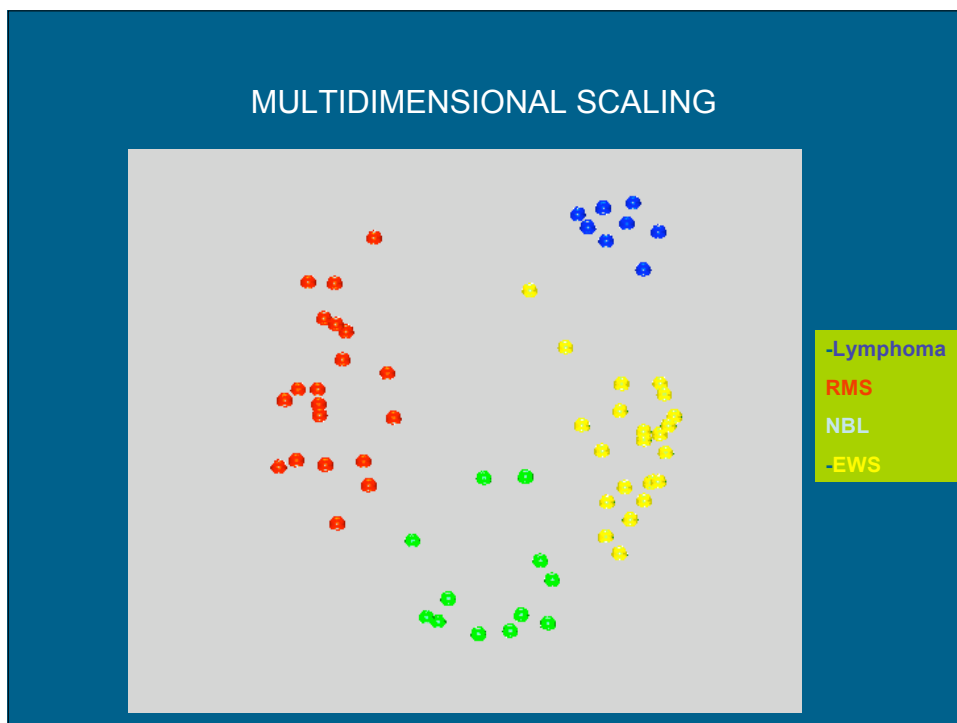 MULTIDIMENSIONAL SCALING
-Lymphoma
RMS
NBL
-EWS